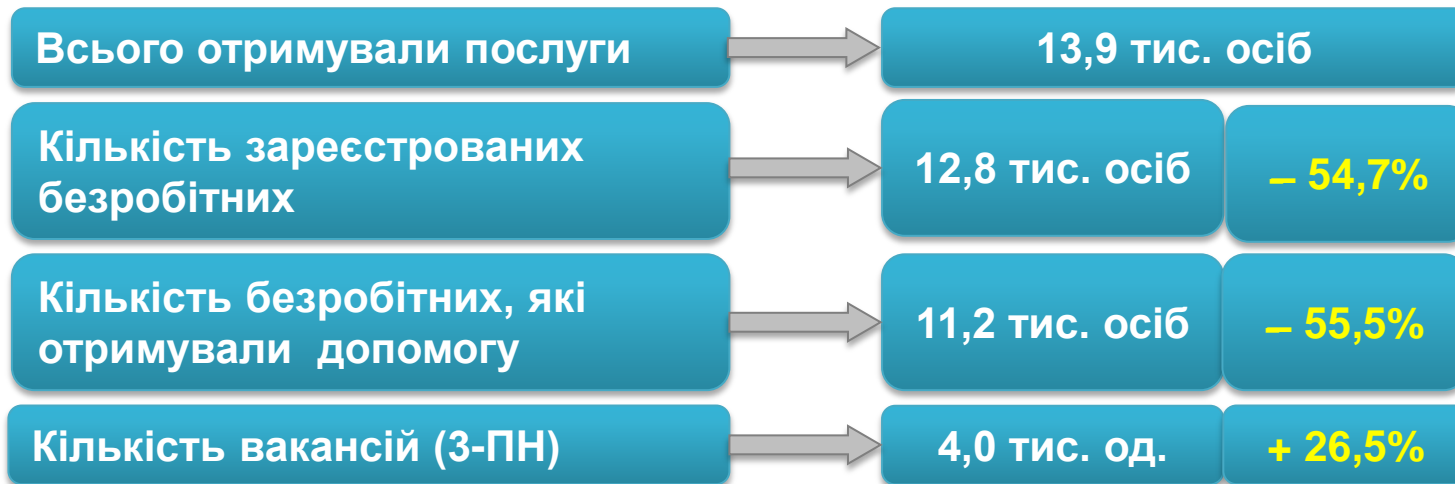 Всього отримували послуги
13,9 тис. осіб
Кількість зареєстрованих
безробітних
12,8 тис. осіб
– 54,7%
Кількість безробітних, які
отримували допомогу
11,2 тис. осіб
– 55,5%
Кількість вакансій (3-ПН)
4,0 тис. од.
+ 26,5%